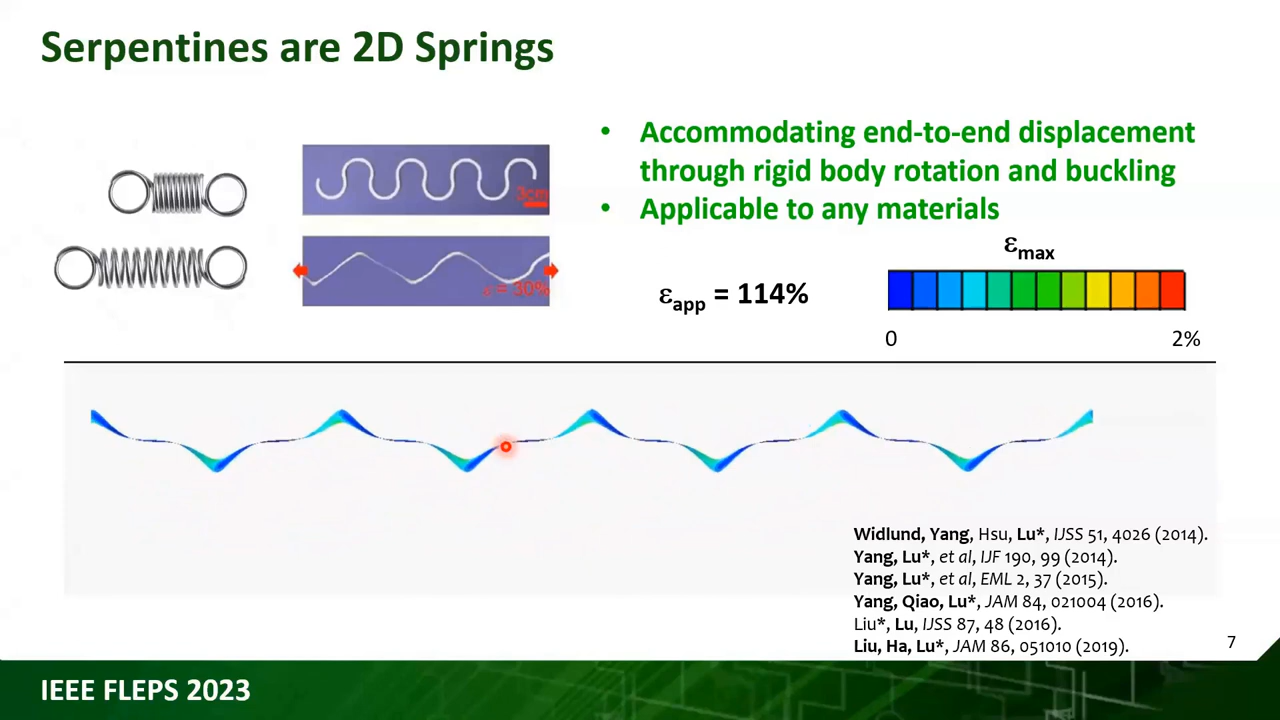 Serpentines are 2D Springs
• Accommodating end-to-end displacement
through rigid body rotation and buckling
• Applicable to any materials
3cm
ε = 30%
εapp = 114%
εmax
0
2%
Widlund, Yang, Hsu, Lu*, IJSS 51, 4026 (2014).
Yang, Lu*, et al, IJF 190, 99 (2014).
Yang, Lu*, et al, EML 2, 37 (2015).
Yang, Qiao, Lu*, JAM 84, 021004 (2016).
Liu*, Lu, IJSS 87, 48 (2016).
Liu, Ha, Lu*, JAM 86, 051010 (2019).
7
IEEE FLEPS 2023